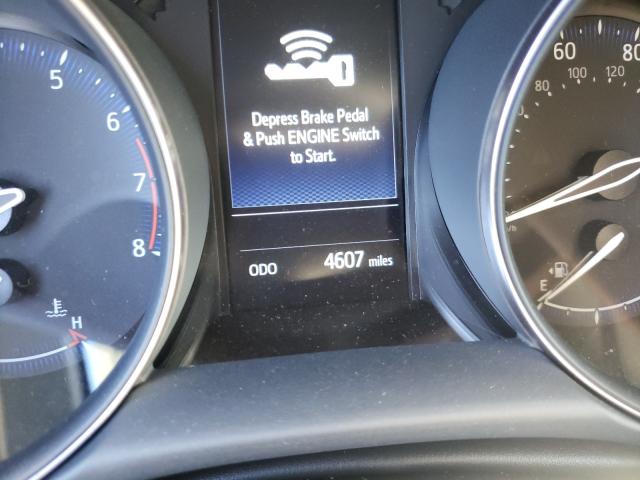 5
6
7
8
H
Depress Brake Pedal
& Push ENGINE Switch
to Start.
ODO 4607 miles
60 80
80 100 120
E